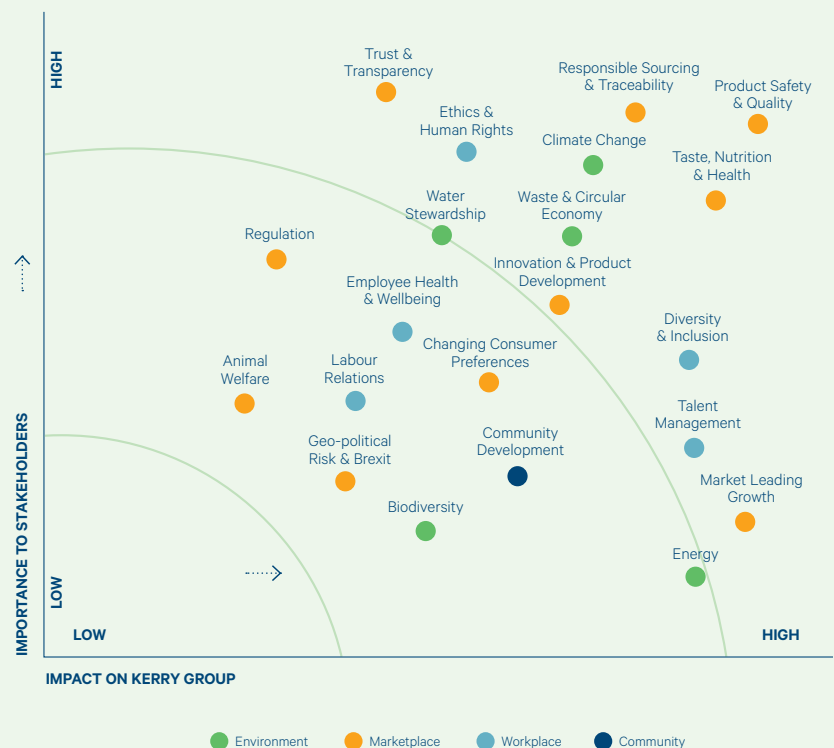 HIGH
Trust &
Transparency
Responsible Sourcing
& Traceability
Product Safety
& Quality
Ethics &
Human Rights
Climate Change
Taste, Nutrition
& Health
Water
Stewardship
Waste & Circular
Economy
Regulation
Innovation & Product
Development
Employee Health
& Wellbeing
Diversity
& Inclusion
Changing Consumer
Preferences
Animal
Welfare
Labour
Relations
Talent
Management
Geo-political
Risk & Brexit
Community
Development
Market Leading
Growth
Biodiversity
Energy
IMPORTANCE TO STAKEHOLDERS
LOW
LOW
HIGH
IMPACT ON KERRY GROUP
Environment
Marketplace
Workplace
Community